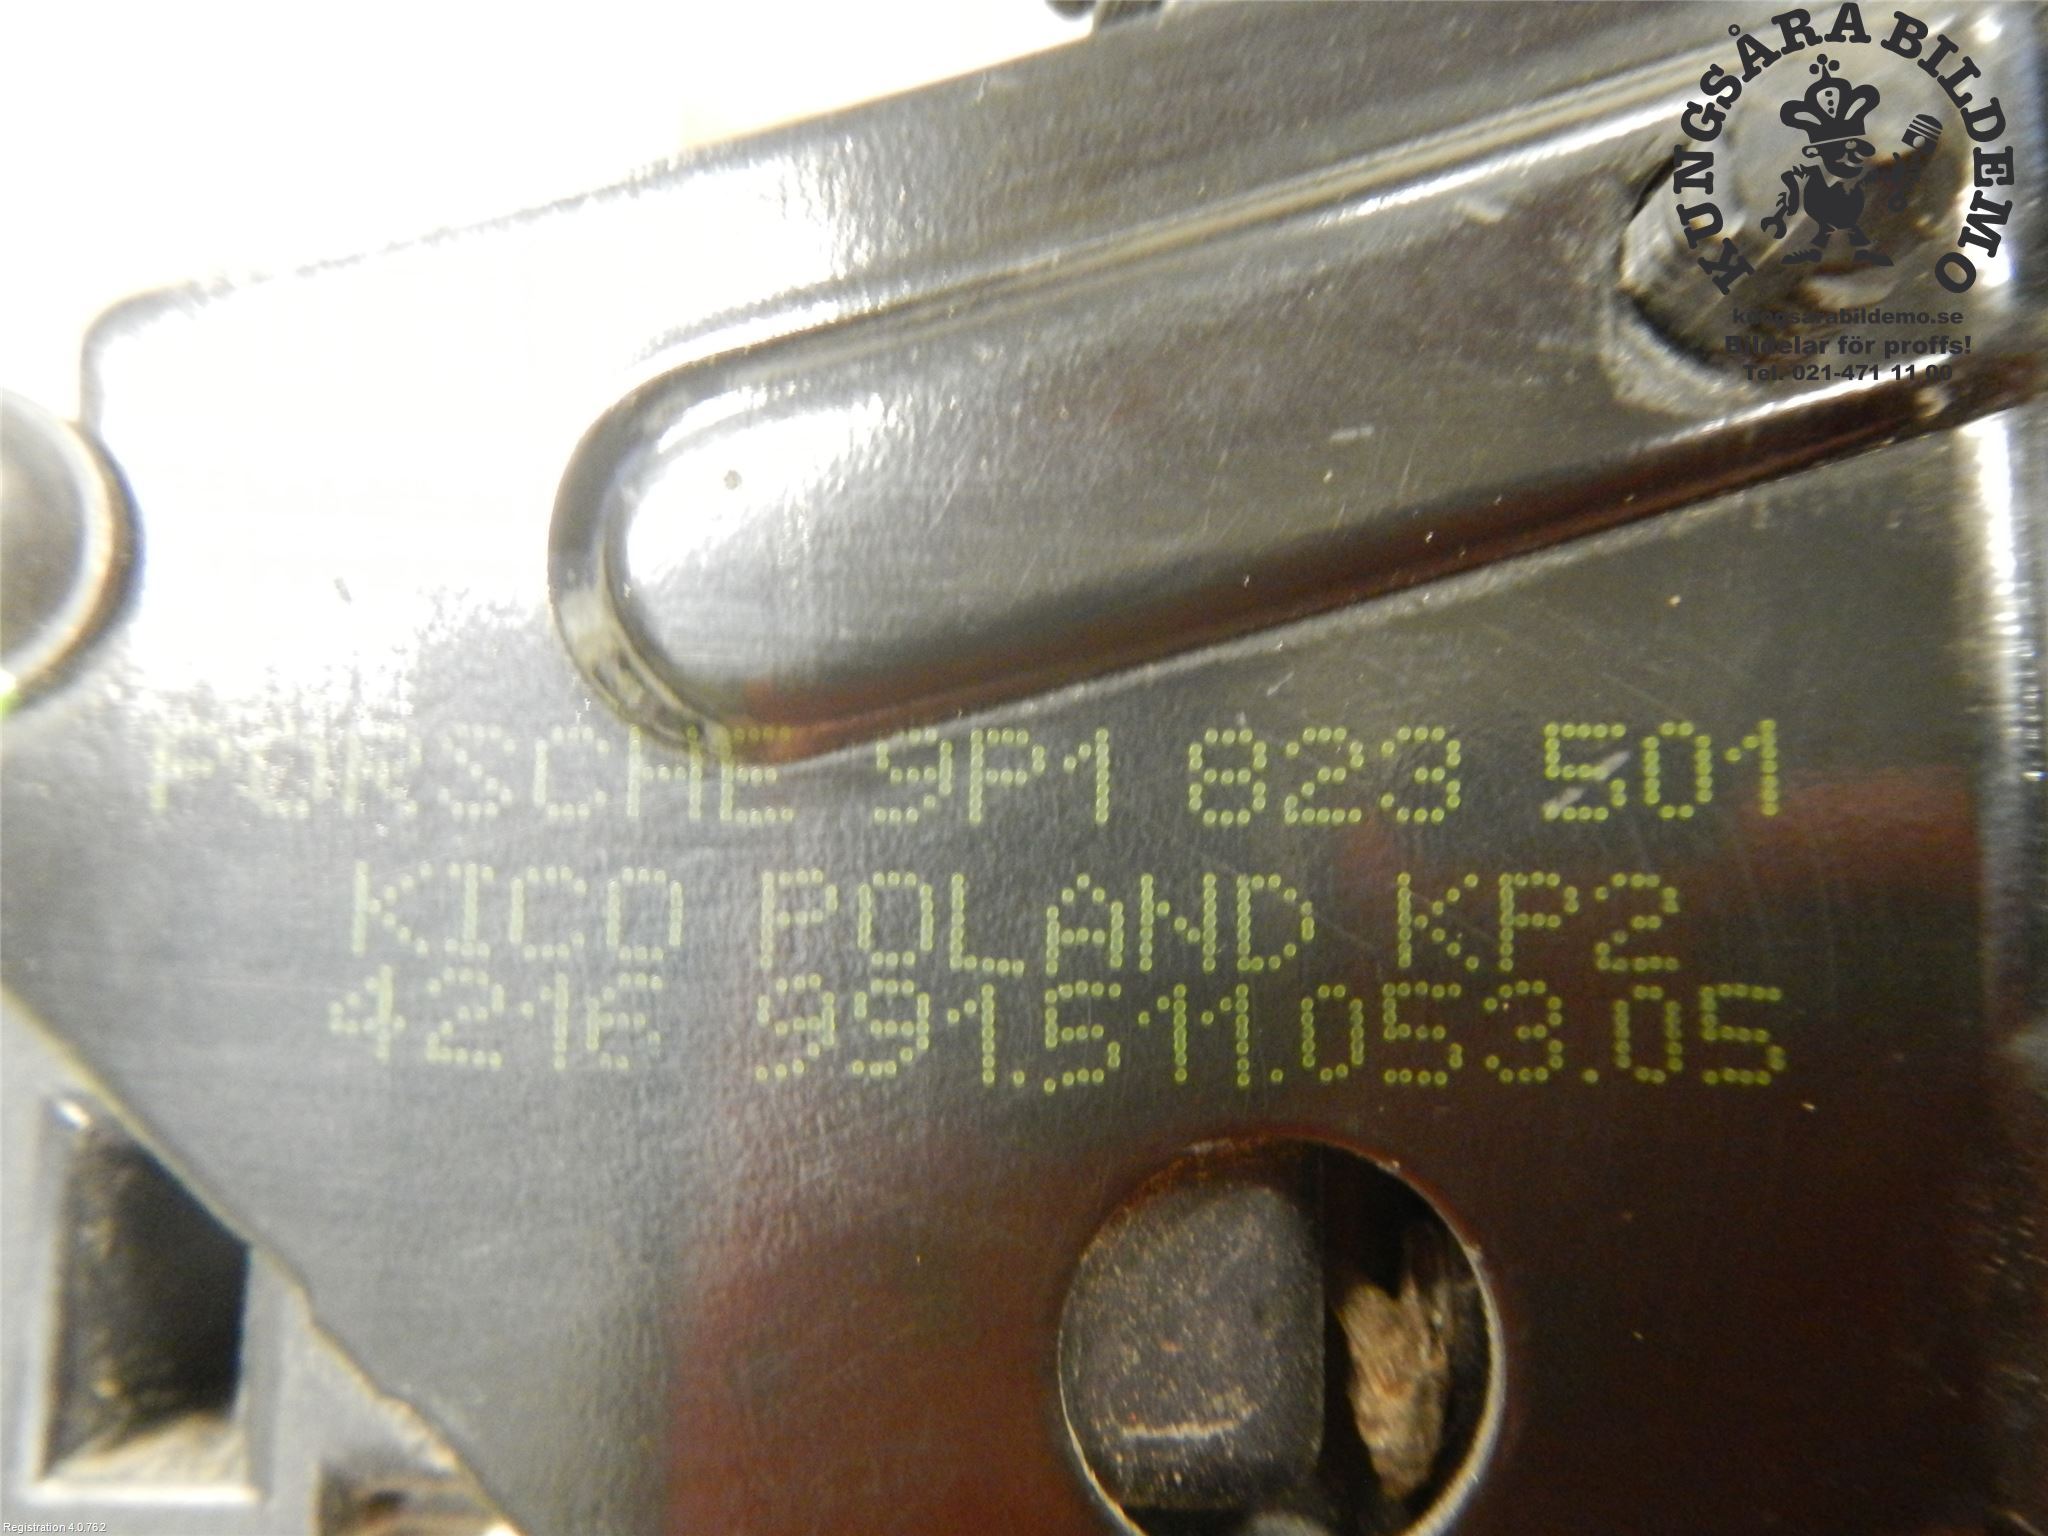 KUNGSÅRA BILDEMO
kungsarabildemo.se
Bildelar för proffs!
Tel. 021-471 11 00
PORSCHE 9P1 823 501
KICO POLAND KP2
4216 991.511.053.05
Registration 4.0.762